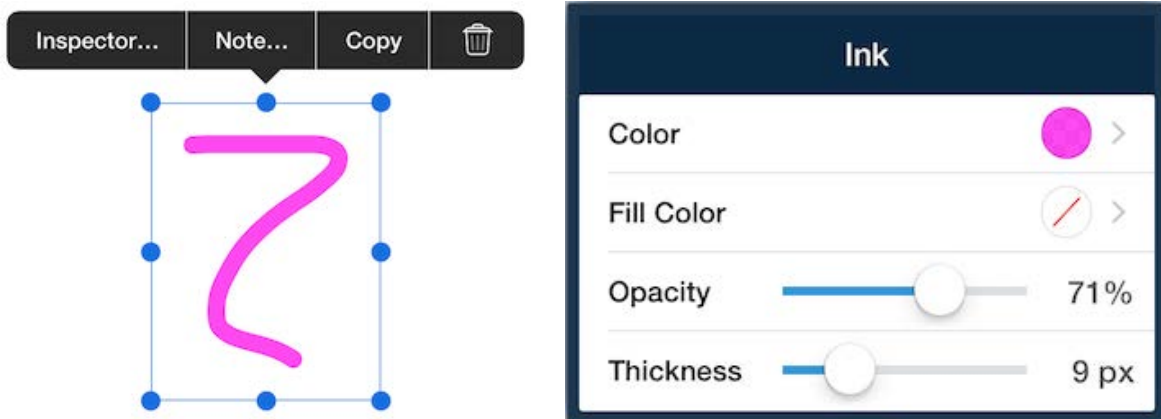 Inspector...
Note...
Copy
Ink
Color
Fill Color
Opacity 71%
Thickness 9 px